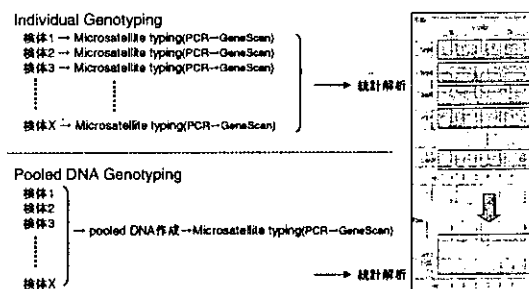 Individual Genotyping
検体1 → Microsatellite typing(PCR→GeneScan)
検体2 → Microsatellite typing(PCR→GeneScan)
検体3 → Microsatellite typing(PCR→GeneScan)
→ 統計解析
検体X → Microsatellite typing(PCR→GeneScan)
Pooled DNA Genotyping
検体1
検体2
検体3
→ pooled DNA作成→Microsatellite typing(PCR→GeneScan)
検体X
→ 統計解析